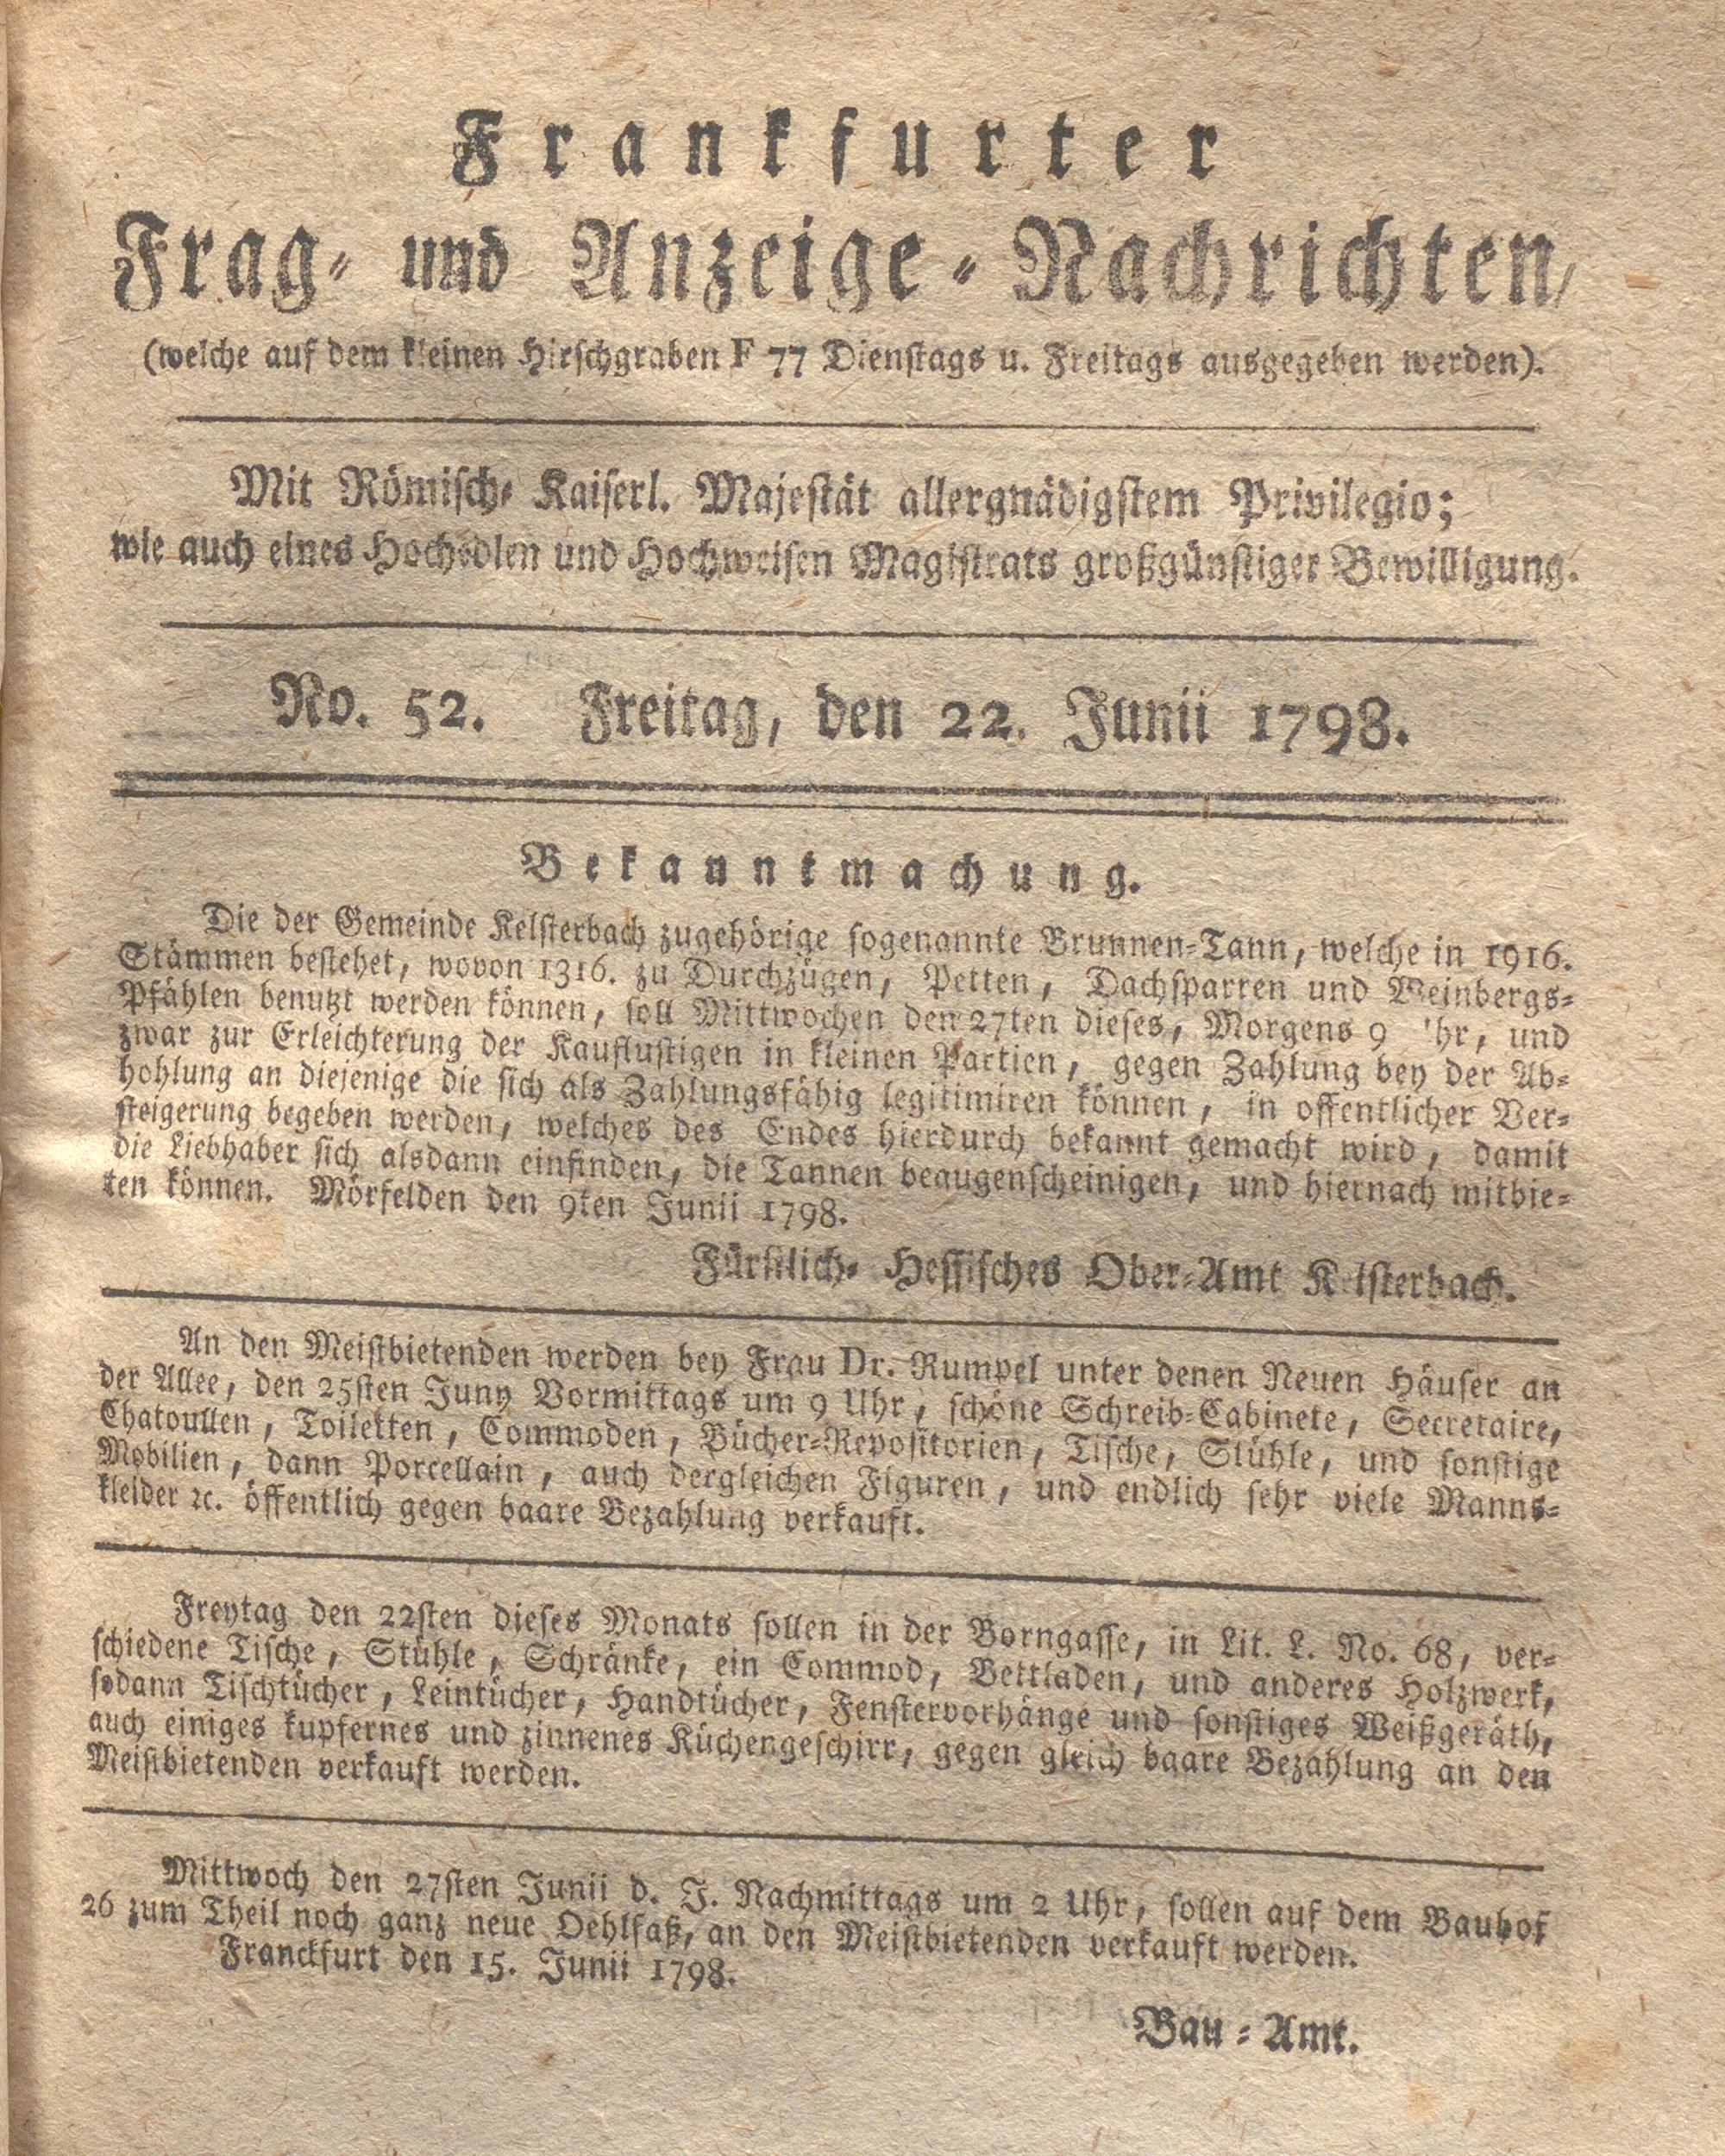 Frankfurter
Frag- und Anzeige-Nachrichten,
(welche auf dem kleinen Hirschgraben F 77 Dienstags u. Freitags ausgegeben werden).
Mit Römisch- Kaiserl. Majestät allergnädigstem Privilegio;
wie auch eines Hochedlen und Hochweisen Magistrats großgünstiger Bewilligung.
No. 52. Freitag, den 22. Junii 1798.
Bekanntmachung.
Die der Gemeinde Kelsterbach zugehörige sogenannte Brunnen-Tann, welche in 1916.
Stämmen bestehet, wovon 1316. zu Durchzügen, Petten, Dachsparren und Weinbergs-
Pfählen benutzt werden können, soll Mittwochen den 27ten dieses, Morgens 9 Uhr, und
zwar zur Erleichterung der Kauflustigen in kleinen Partien, gegen Zahlung bey der Ab-
hohlung an diejenige die sich als Zahlungsfähig legitimiren können, in offentlicher Ver-
steigerung begeben werden, welches des Endes hierdurch bekannt gemacht wird, damit
die Liebhaber sich alsdann einfinden, die Tannen beaugenscheinigen, und hiernach mitbie-
ten können. Mörfelden den 9ten Junii 1798.
Fürstlich- Hessisches Ober-Amt Kelsterbach.
An den Meistbietenden werden bey Frau Dr. Rumpel unter denen Neuen Häuser an
der Allee, den 25sten Juny Vormittags um 9 Uhr, schöne Schreib-Cabinete, Secretaire,
Chatoullen, Toiletten, Commoden, Bücher-Repositorien, Tische, Stühle, und sonstige
Mobilien, dann Porcellain, auch dergleichen Figuren, und endlich sehr viele Manns-
kleider ꝛc. öffentlich gegen baare Bezahlung verkauft.
Freytag den 22sten dieses Monats sollen in der Borngasse, in Lit. L. No. 68, ver-
schiedene Tische, Stühle, Schränke, ein Commod, Bettladen, und anderes Holzwerk,
sodann Tischtücher, Leintücher, Handtücher, Fenstervorhänge und sonstiges Weißgeräth,
auch einiges kupfernes und zinnenes Küchengeschirr, gegen gleich baare Bezahlung an den
Meistbietenden verkauft werden.
Mittwoch den 27sten Junii d. J. Nachmittags um 2 Uhr, sollen auf dem Bauhof
26 zum Theil noch ganz neue Oehlfaß, an den Meistbietenden verkauft werden.
Franckfurt den 15. Junii 1798.
Bau-Amt.